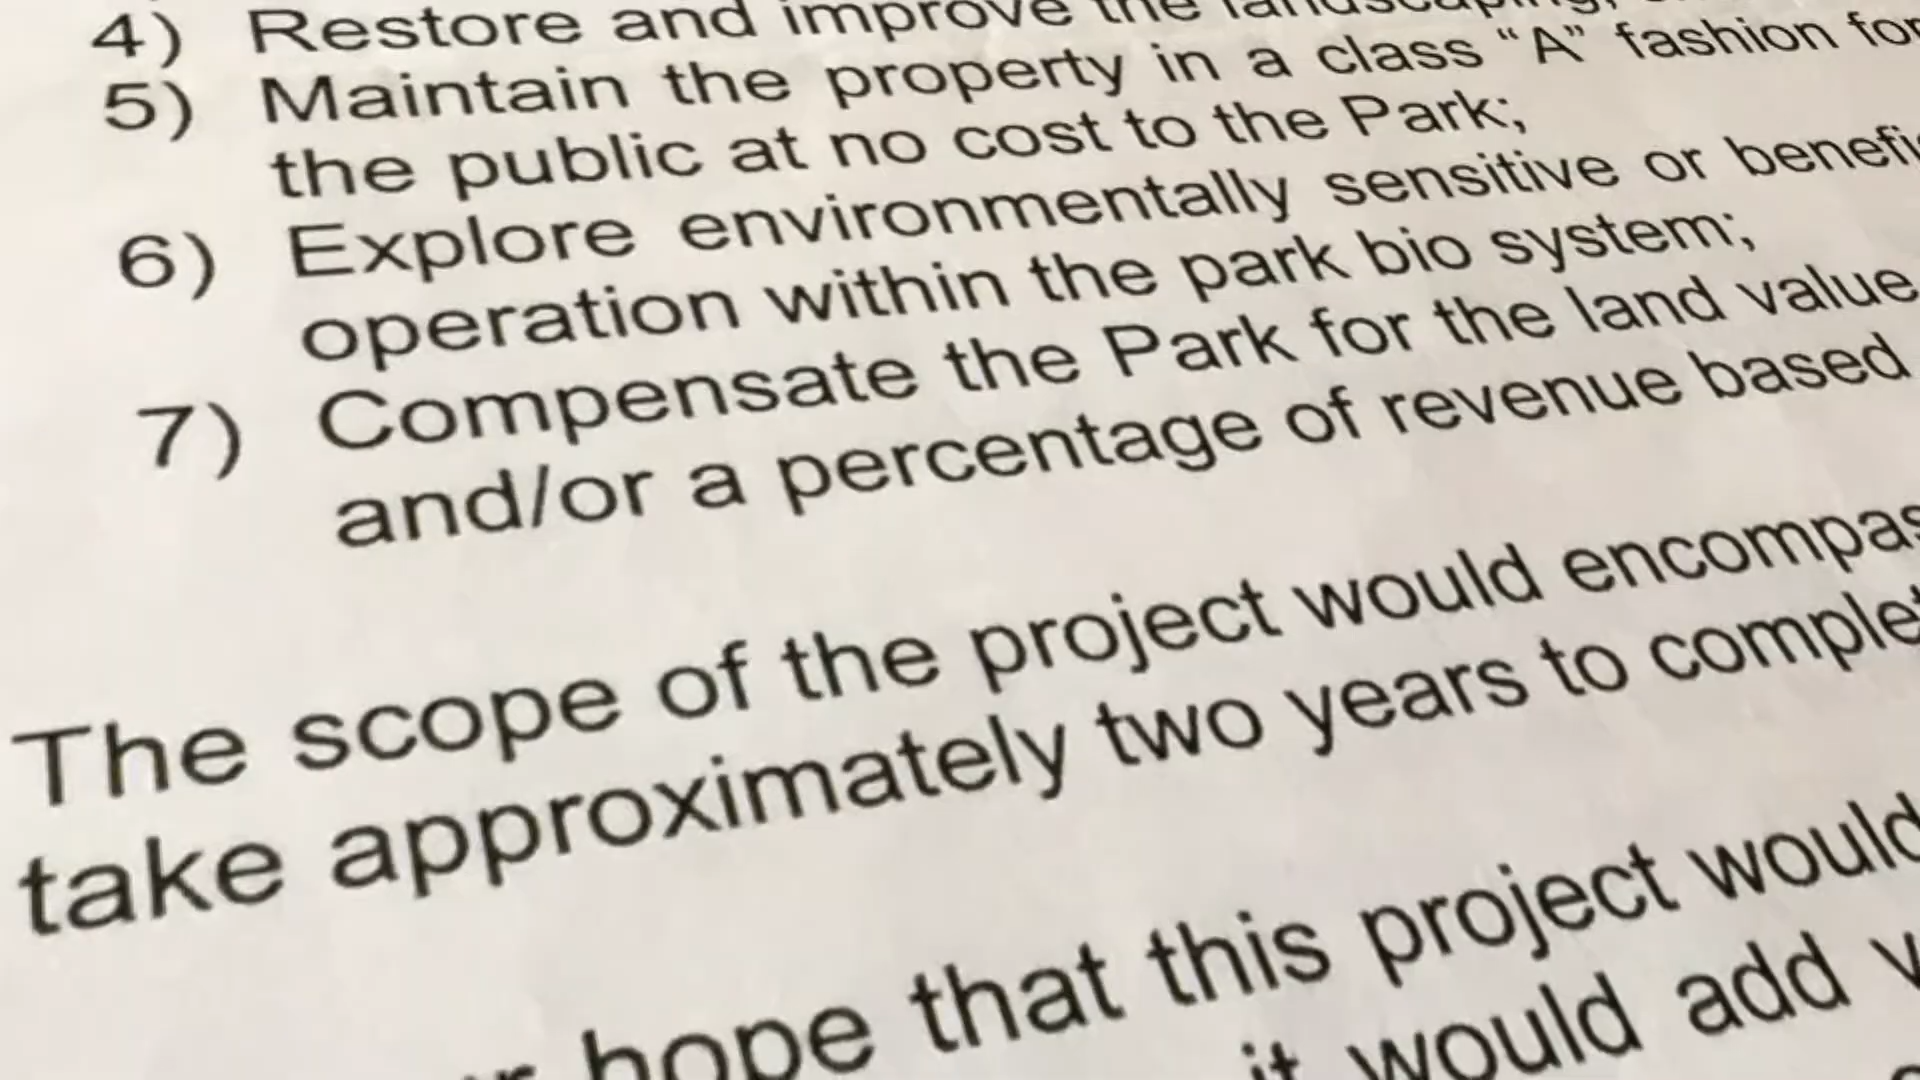 4) Restore and improve the landscaping,
5) Maintain the property in a class “A” fashion for
the public at no cost to the Park;
6) Explore environmentally sensitive or
operation within the park bio system;
7) Compensate the Park for the land value
and/or a percentage of revenue based
The scope of the project would
take approximately two years to
hope that this project would
it would add